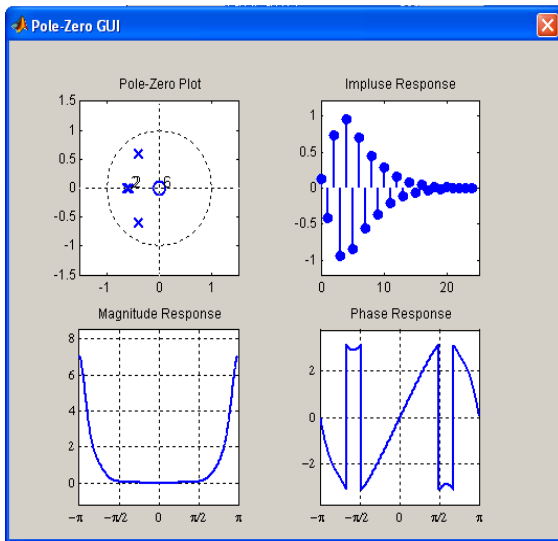 Pole-Zero GUI
Pole-Zero Plot
1.5
1
0.5
0
-0.5
-1
-1.5
-1
0
1
2
6
Impluse Response
1
0.5
0
-0.5
-1
0
10
20
Magnitude Response
8
6
4
2
0
-π
-π/2
0
π/2
π
Phase Response
2
0
-2
-π
-π/2
0
π/2
π